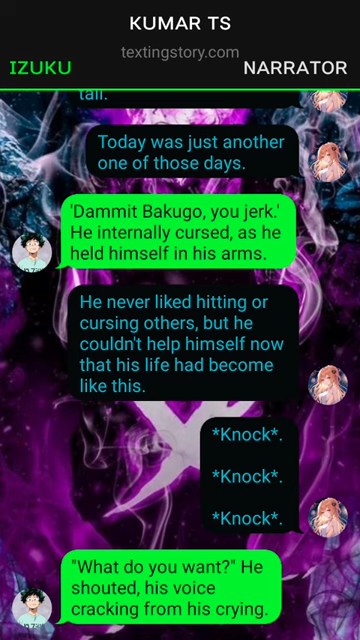 KUMAR TS
textingstory.com
IZUKU
NARRATOR
tall.
Today was just another
one of those days.
'Dammit Bakugo, you jerk.'
He internally cursed, as he
held himself in his arms.
He never liked hitting or
cursing others, but he
couldn't help himself now
that his life had become
like this.
*Knock*.
*Knock*.
*Knock*.
"What do you want?" He
shouted, his voice
cracking from his crying.